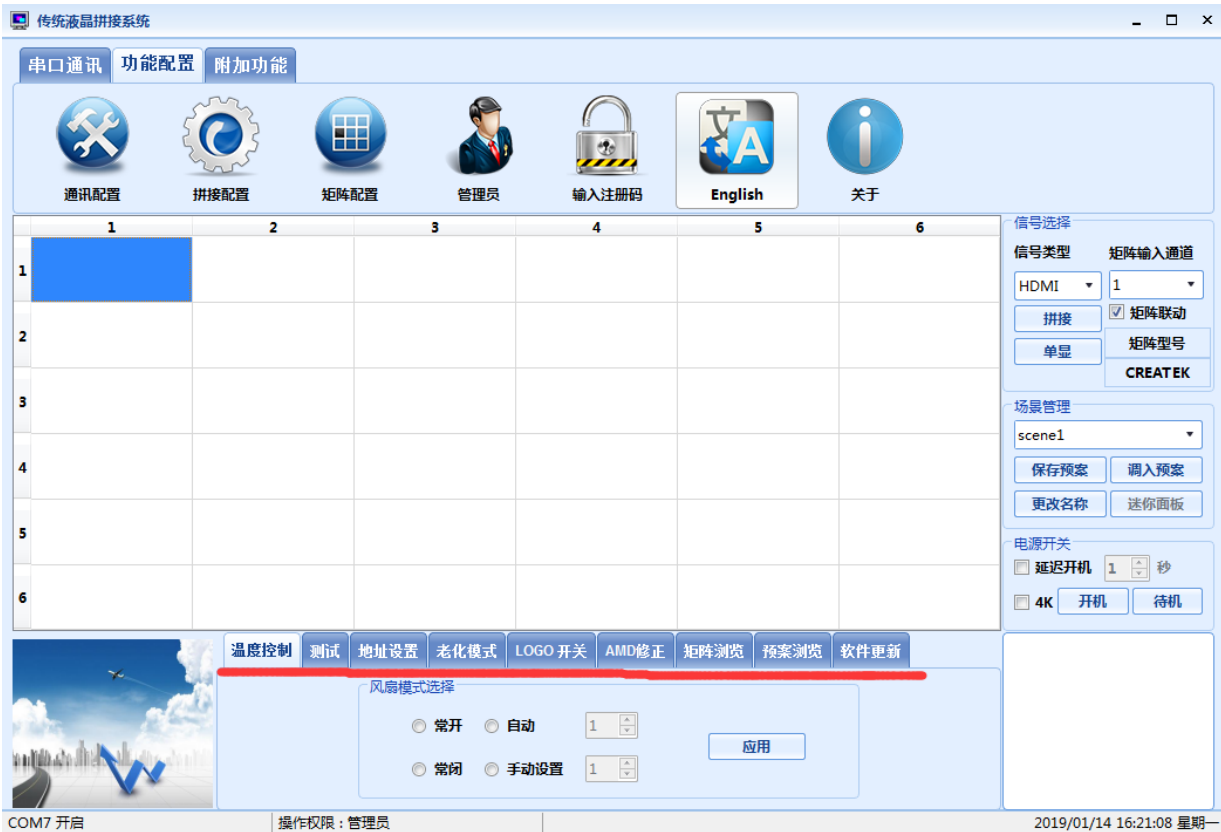 传统液晶拼接系统
串口通讯 功能配置 附加功能
通讯配置 拼接配置 矩阵配置 管理员 输入注册码 English 关于
1 2 3 4 5 6
1
2
3
4
5
6
信号选择
信号类型 矩阵输入通道
HDMI 1
拼接 矩阵联动
单显 矩阵型号
CREATEK
场景管理
scene1
保存预案 调入预案
更改名称 迷你面板
电源开关
延迟开机 1 秒
4K 开机 待机
温度控制 测试 地址设置 老化模式 LOGO 开关 AMD修正 矩阵浏览 预案浏览 软件更新
风扇模式选择
常开 自动 1
应用
常闭 手动设置 1
COM7 开启 操作权限：管理员 2019/01/14 16:21:08 星期一